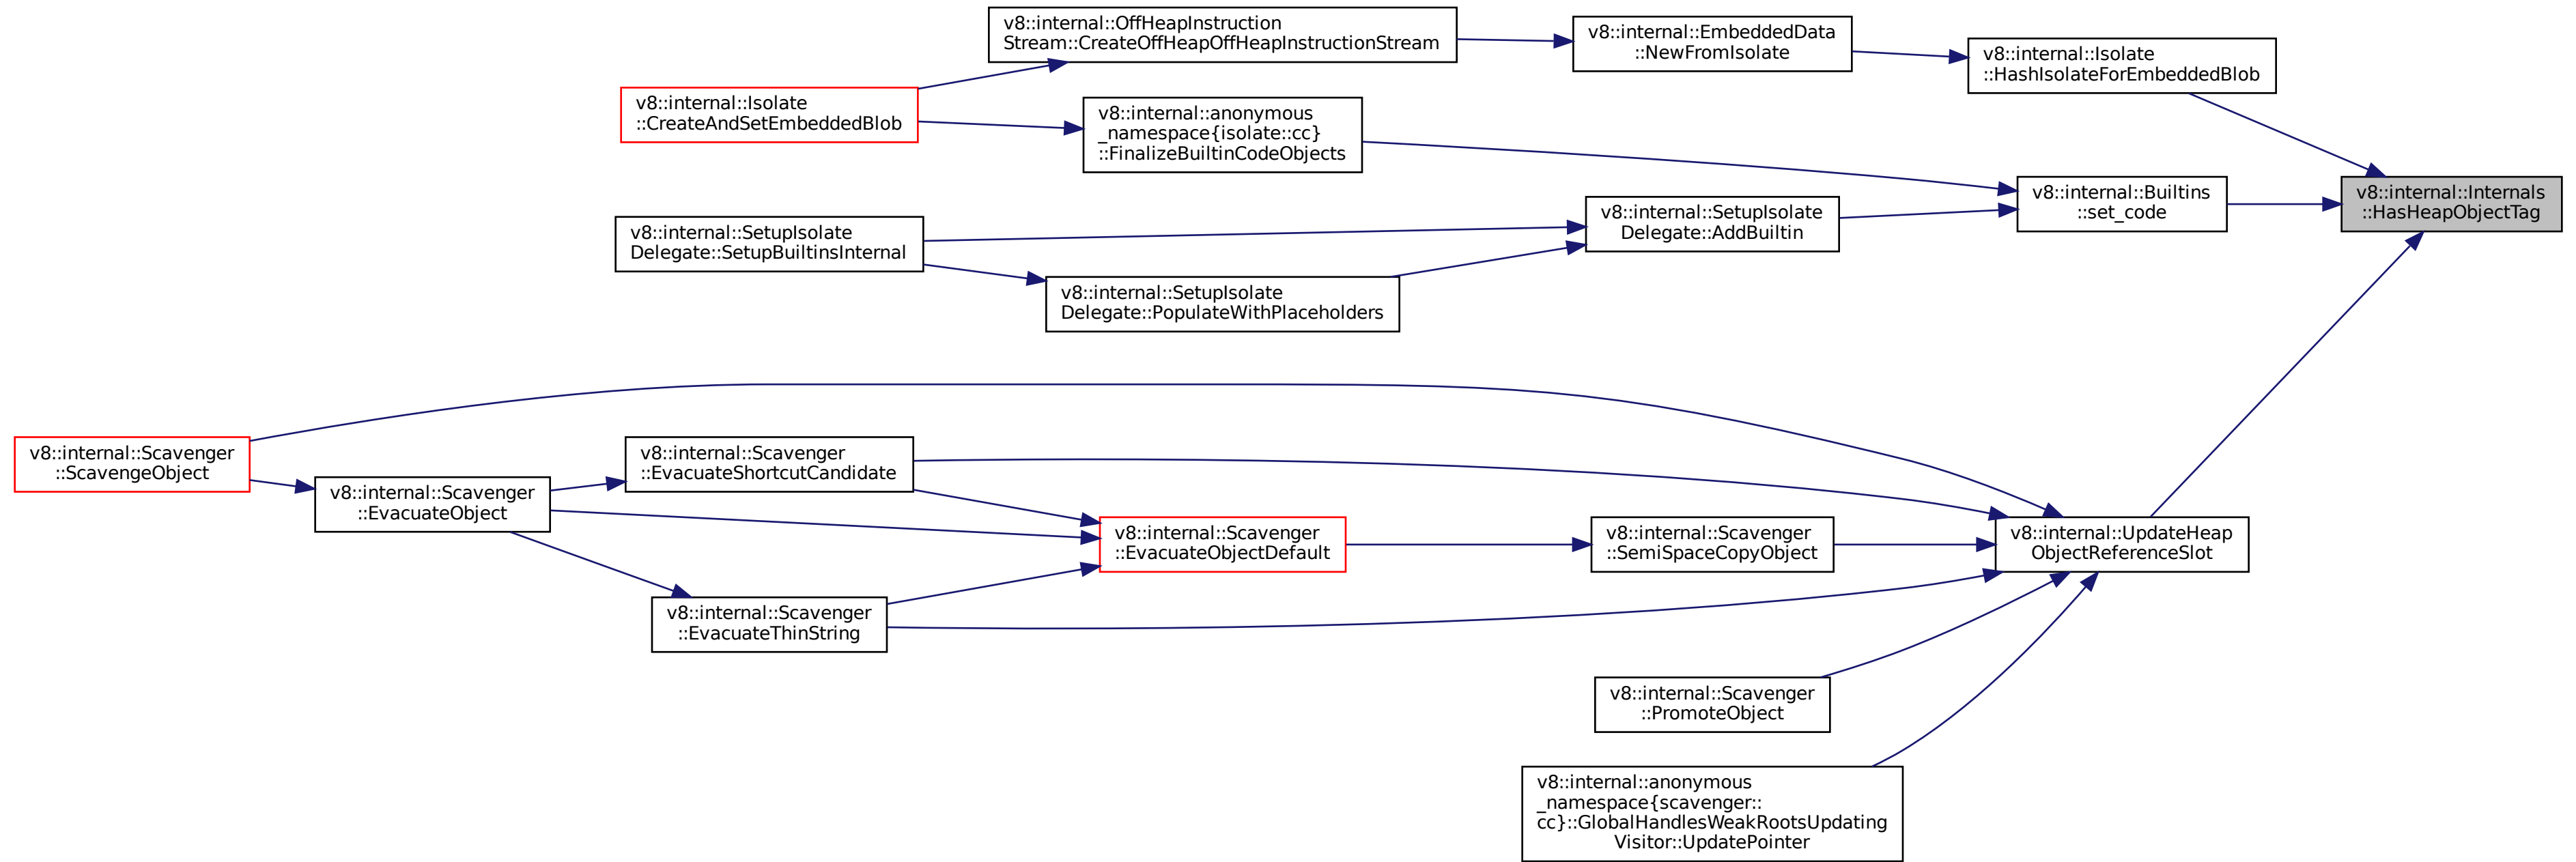 v8::internal::OffHeapInstruction
Stream::CreateOffHeapOffHeapInstructionStream
v8::internal::EmbeddedData
::NewFromIsolate
v8::internal::Isolate
::HashIsolateForEmbeddedBlob
v8::internal::Isolate
::CreateAndSetEmbeddedBlob
v8::internal::anonymous
_namespace{isolate::cc}
::FinalizeBuiltinCodeObjects
v8::internal::Builtins
::set_code
v8::internal::Internals
::HasHeapObjectTag
v8::internal::SetupIsolate
Delegate::SetupBuiltinsInternal
v8::internal::SetupIsolate
Delegate::AddBuiltin
v8::internal::SetupIsolate
Delegate::PopulateWithPlaceholders
v8::internal::Scavenger
::ScavengeObject
v8::internal::Scavenger
::EvacuateObject
v8::internal::Scavenger
::EvacuateShortcutCandidate
v8::internal::Scavenger
::EvacuateObjectDefault
v8::internal::Scavenger
::SemiSpaceCopyObject
v8::internal::UpdateHeap
ObjectReferenceSlot
v8::internal::Scavenger
::EvacuateThinString
v8::internal::Scavenger
::PromoteObject
v8::internal::anonymous
_namespace{scavenger::
cc}::GlobalHandlesWeakRootsUpdating
Visitor::UpdatePointer